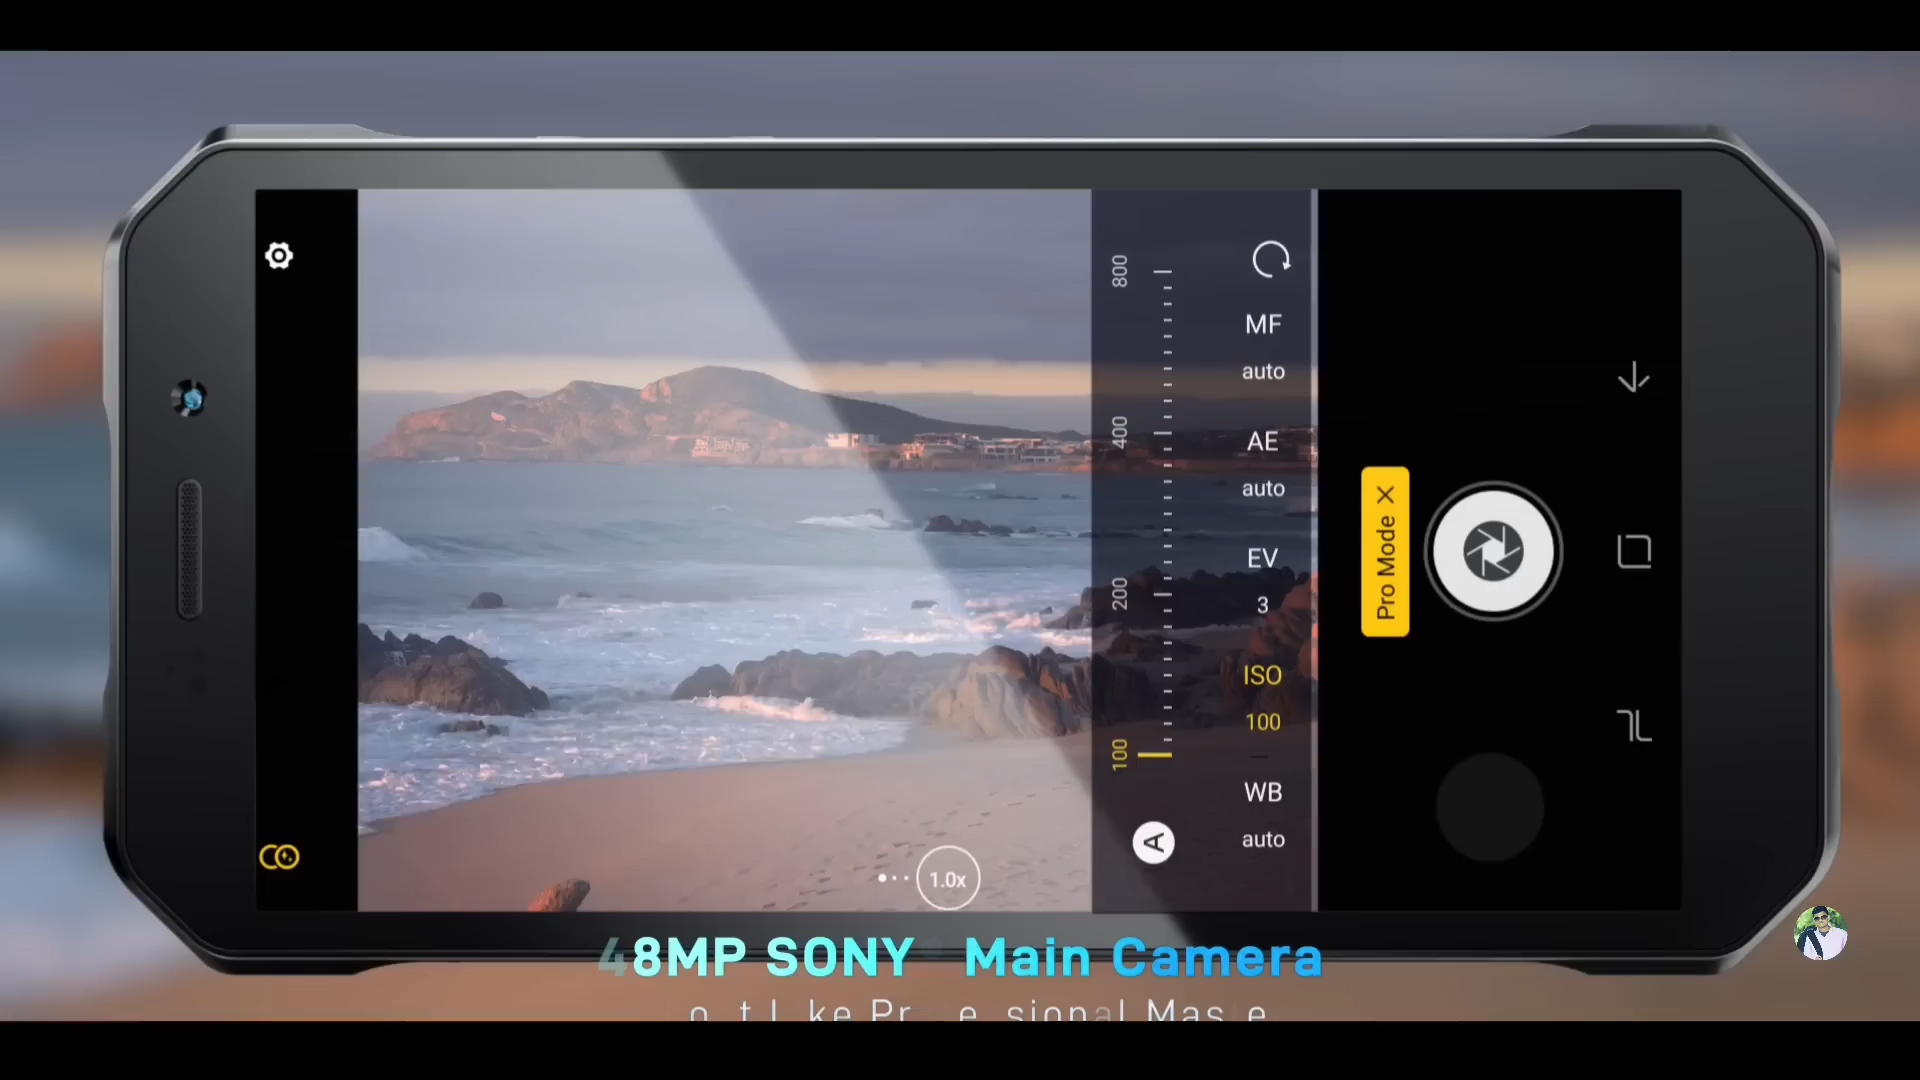 800
400
200
100
A
MF
auto
AE
auto
EV
3
ISO
100
WB
auto
Pro Mode X
1.0x
48MP SONY® Main Camera